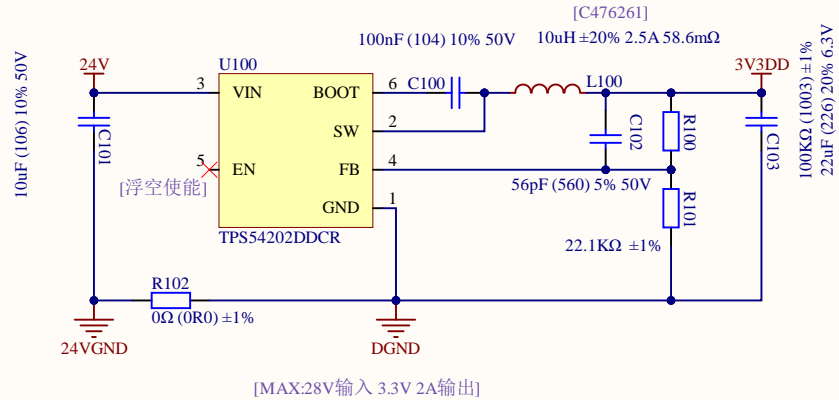 [C476261]
100nF (104) 10% 50V
10uH ±20% 2.5A 58.6mΩ
24V
U100
3V3DD
3
VIN
BOOT
6
C100
L100
10uF (106) 10% 50V
C101
SW
2
C102
R100
C103
100KΩ (1003) ±1%
22uF (226) 20% 6.3V
5
EN
FB
4
[浮空使能]
56pF (560) 5% 50V
GND
1
R101
TPS54202DDCR
22.1KΩ ±1%
R102
0Ω (0R0) ±1%
24VGND
DGND
[MAX:28V输入 3.3V 2A输出]